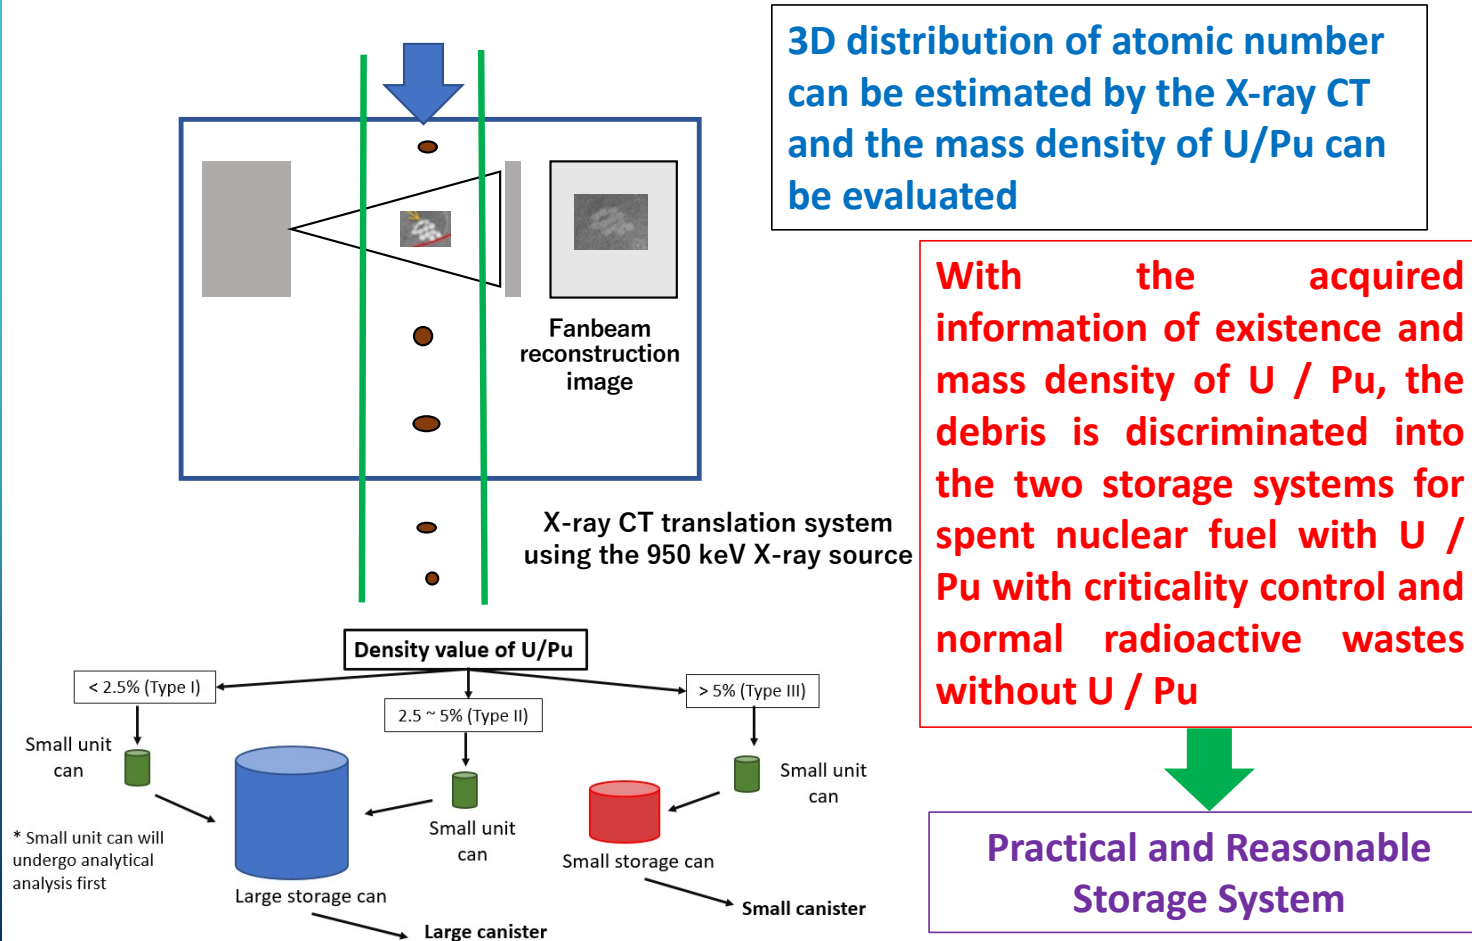 3D distribution of atomic number
can be estimated by the X-ray CT
and the mass density of U/Pu can
be evaluated
Fanbeam
reconstruction
image
X-ray CT translation system
using the 950 keV X-ray source
With the acquired
information of existence and
mass density of U / Pu, the
debris is discriminated into
the two storage systems for
spent nuclear fuel with U /
Pu with criticality control and
normal radioactive wastes
without U / Pu
Density value of U/Pu
< 2.5% (Type I)
2.5 ~ 5% (Type II)
> 5% (Type III)
Small unit
can
Small unit
can
Small unit
can
* Small unit can will
undergo analytical
analysis first
Large storage can
Small storage can
Large canister
Small canister
Practical and Reasonable
Storage System